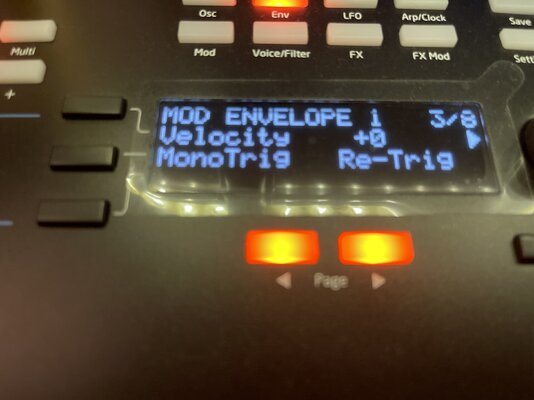 Osc Env LFO Arp/Clock Save
Multi Mod Voice/Filter FX FX Mod
+
MOD ENVELOPE 1 3/8
Velocity +0
MonoTrig Re-Trig
Page